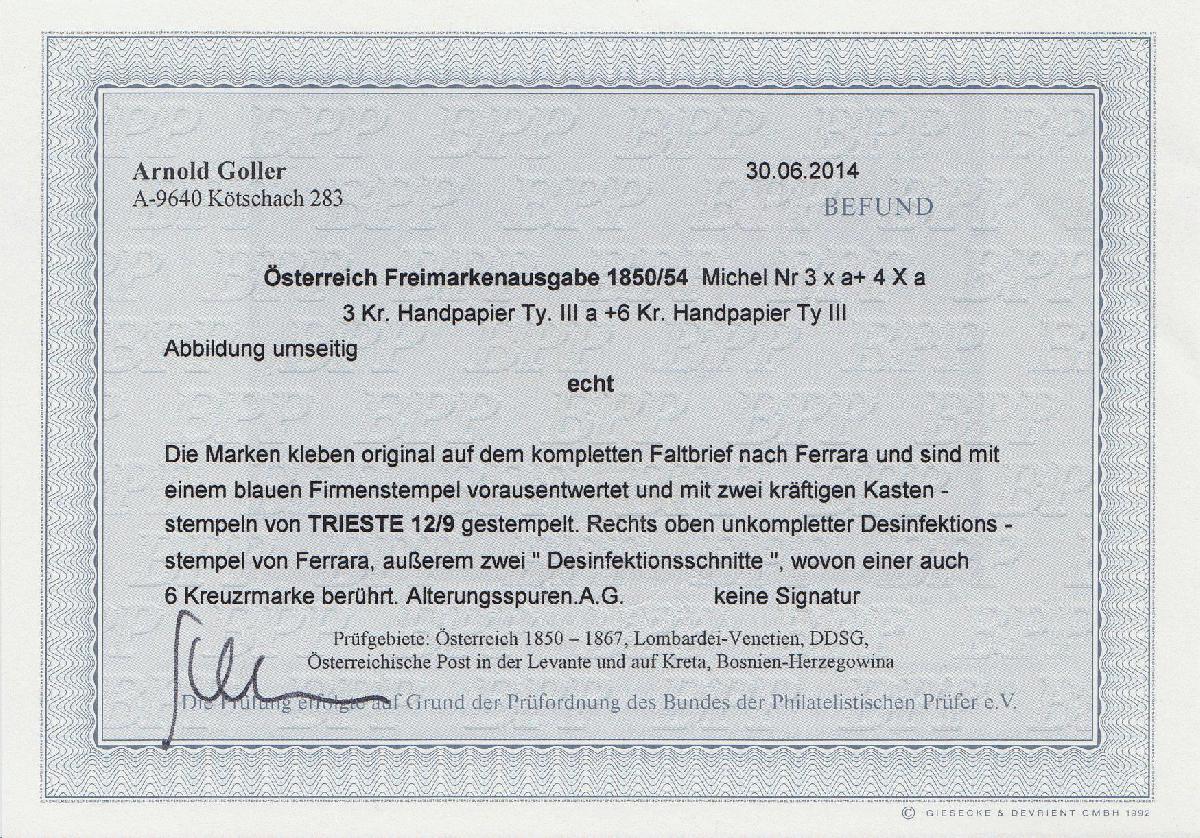 Arnold Goller
A-9640 Kötschach 283
30.06.2014
BEFUND
Österreich Freimarkenausgabe 1850/54 Michel Nr 3 x a+ 4 X a
3 Kr. Handpapier Ty. III a +6 Kr. Handpapier Ty III
Abbildung umseitig
echt
Die Marken kleben original auf dem kompletten Faltbrief nach Ferrara und sind mit
einem blauen Firmenstempel vorausentwertet und mit zwei kräftigen Kasten -
stempeln von TRIESTE 12/9 gestempelt. Rechts oben unkompletter Desinfektions -
stempel von Ferrara, außerem zwei " Desinfektionsschnitte ", wovon einer auch
6 Kreuzrmarke berührt. Alterungsspuren.A.G. keine Signatur
Prüfgebiete: Österreich 1850 – 1867, Lombardei-Venetien, DDSG,
Österreichische Post in der Levante und auf Kreta, Bosnien-Herzegowina
Die Prüfung erfolgte auf Grund der Prüfordnung des Bundes der Philatelistischen Prüfer e.V.
© GIESECKE & DEVRIENT GMBH 1992